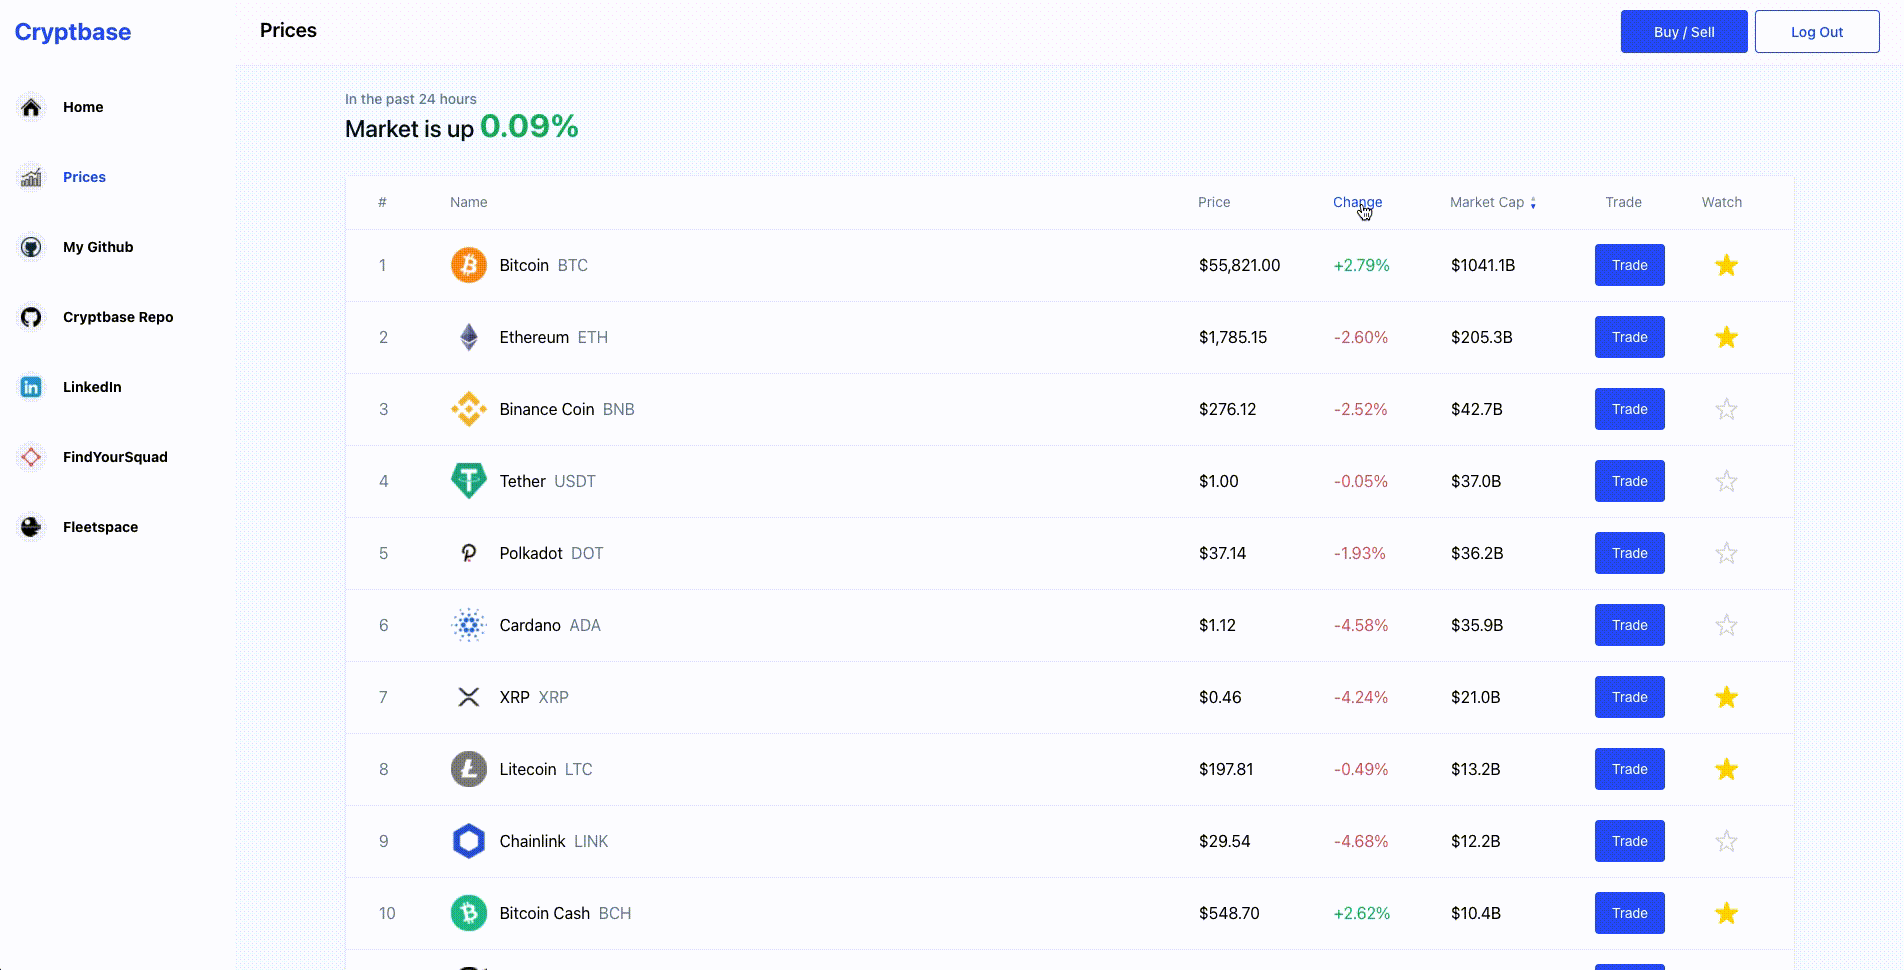 Cryptbase
Prices
Buy / Sell
Log Out
Home
Prices
My Github
Cryptbase Repo
LinkedIn
FindYourSquad
Fleetspace
In the past 24 hours
Market is up 0.09%
# Name Price Change Market Cap Trade Watch
1 Bitcoin BTC $55,821.00 +2.79% $1041.1B Trade
2 Ethereum ETH $1,785.15 -2.60% $205.3B Trade
3 Binance Coin BNB $276.12 -2.52% $42.7B Trade
4 Tether USDT $1.00 -0.05% $37.0B Trade
5 Polkadot DOT $37.14 -1.93% $36.2B Trade
6 Cardano ADA $1.12 -4.58% $35.9B Trade
7 XRP XRP $0.46 -4.24% $21.0B Trade
8 Litecoin LTC $197.81 -0.49% $13.2B Trade
9 Chainlink LINK $29.54 -4.68% $12.2B Trade
10 Bitcoin Cash BCH $548.70 +2.62% $10.4B Trade